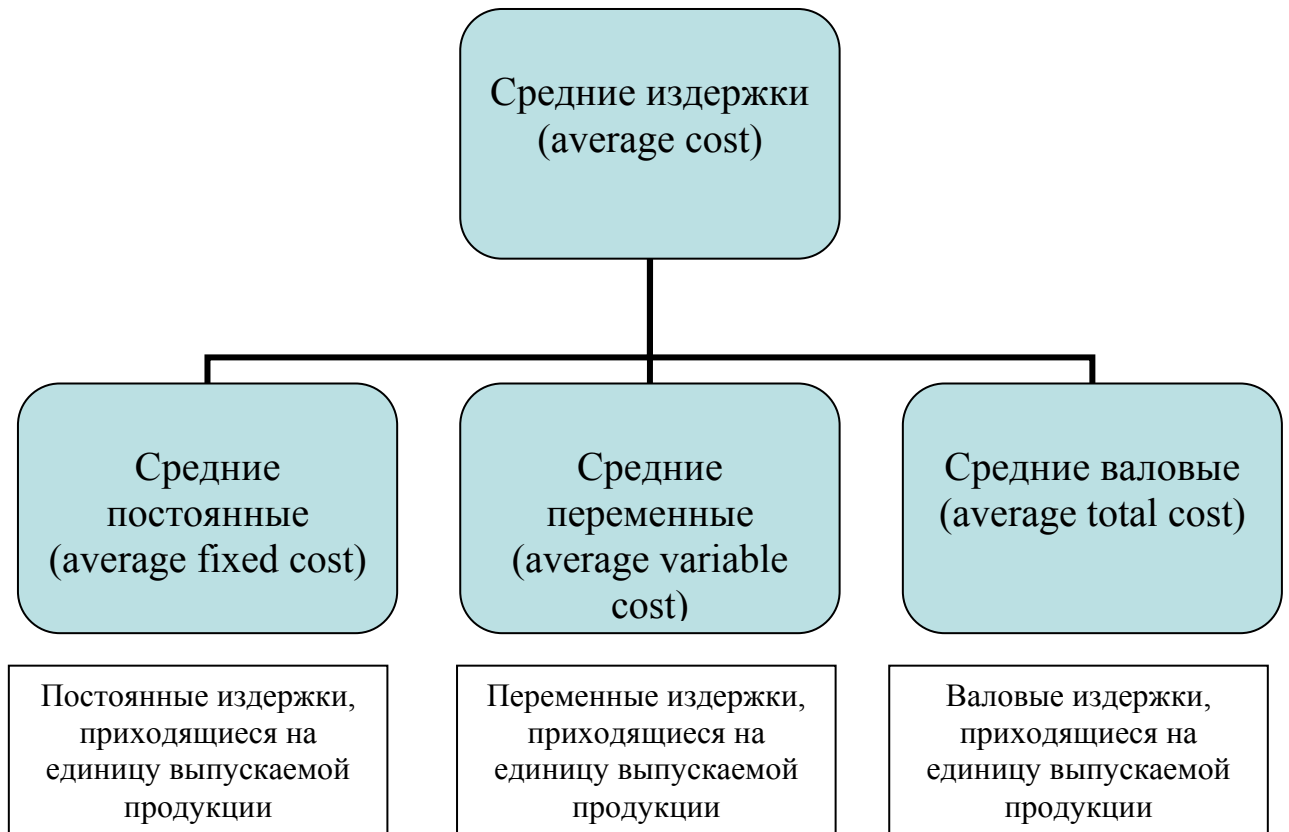 Средние издержки
(average cost)
Средние
постоянные
(average fixed cost)
Средние
переменные
(average variable
cost)
Средние валовые
(average total cost)
Постоянные издержки,
приходящиеся на
единицу выпускаемой
продукции
Переменные издержки,
приходящиеся на
единицу выпускаемой
продукции
Валовые издержки,
приходящиеся на
единицу выпускаемой
продукции